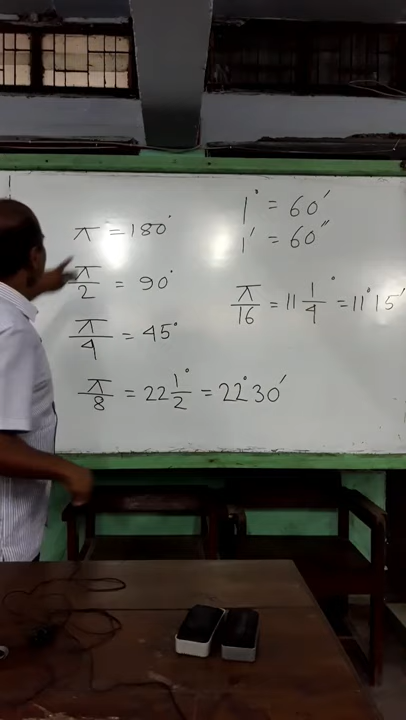 π = 180°
π/2 = 90°
π/4 = 45°
π/8 = 22 1/2° = 22°30′
1° = 60′
1′ = 60″
π/16 = 11 1/4° = 11°15′